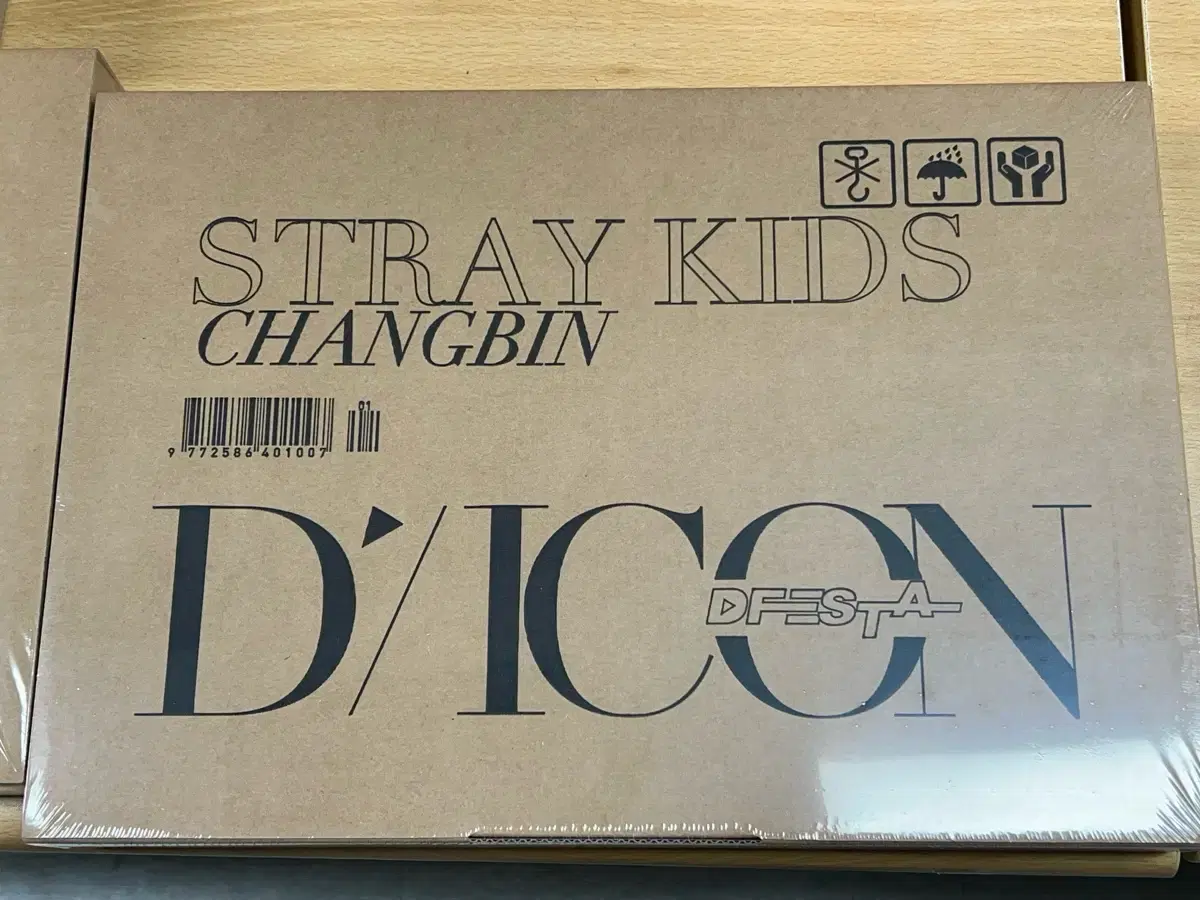 STRAY KIDS
CHANGBIN
01
9 772586 401007
D'/ICON
DFESTA